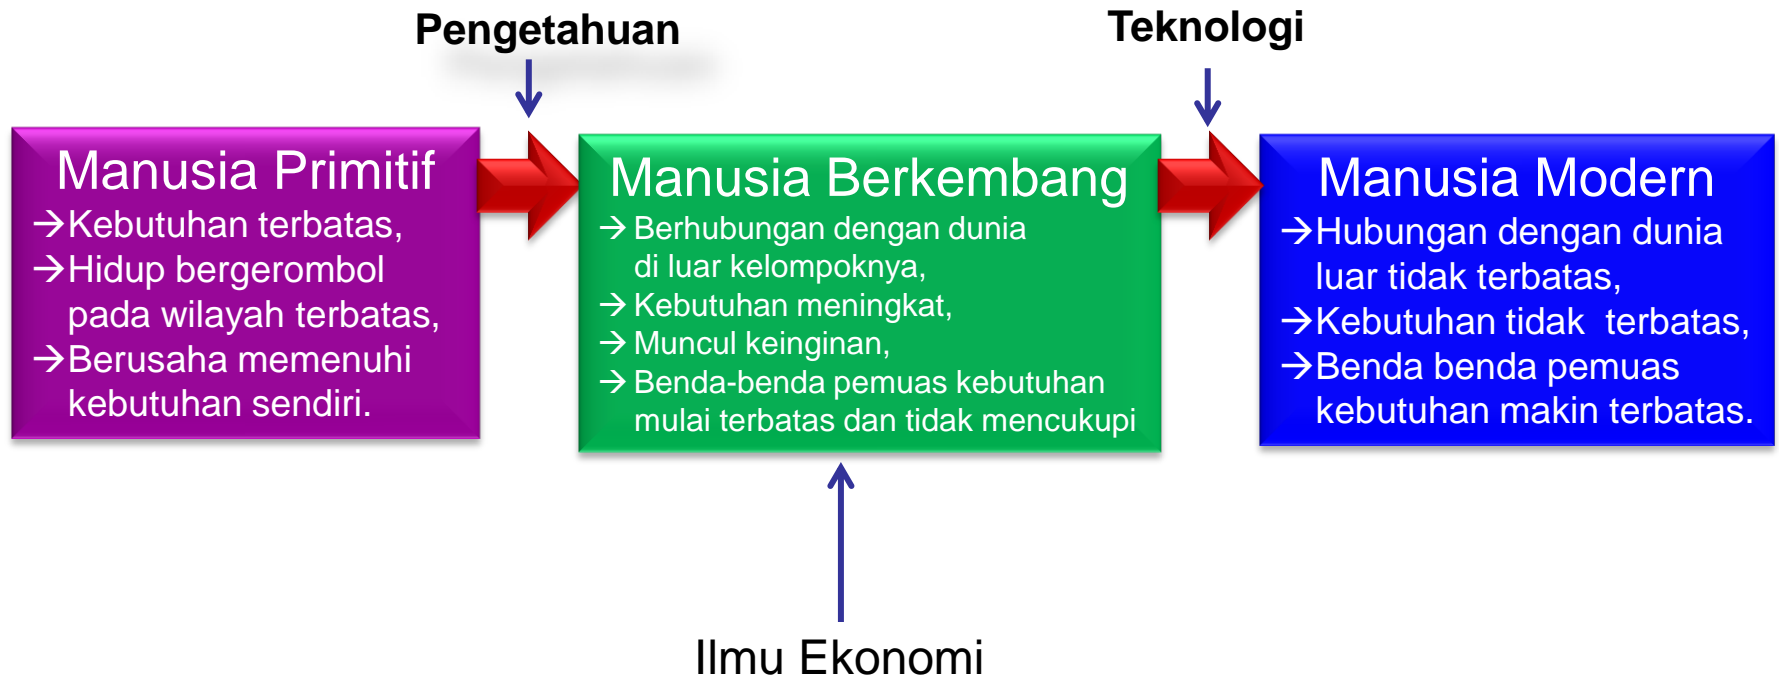 Pengetahuan
Teknologi
Manusia Primitif
→Kebutuhan terbatas,
→Hidup bergerombol
pada wilayah terbatas,
→Berusaha memenuhi
kebutuhan sendiri.
Manusia Berkembang
→ Berhubungan dengan dunia
di luar kelompoknya,
→ Kebutuhan meningkat,
→ Muncul keinginan,
→ Benda-benda pemuas kebutuhan
mulai terbatas dan tidak mencukupi
Manusia Modern
→Hubungan dengan dunia
luar tidak terbatas,
→Kebutuhan tidak  terbatas,
→Benda benda pemuas
kebutuhan makin terbatas.
Ilmu Ekonomi